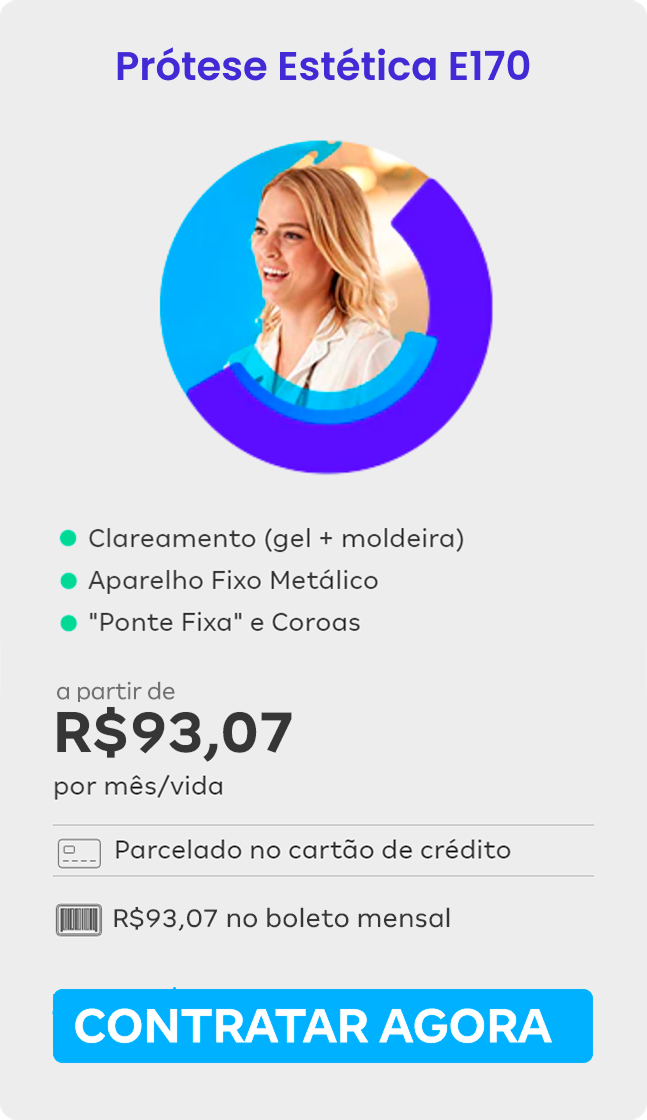 Prótese Estética E170
Clareamento (gel + moldeira)
Aparelho Fixo Metálico
"Ponte Fixa" e Coroas
a partir de
R$93,07
por mês/vida
Parcelado no cartão de crédito
R$93,07 no boleto mensal
CONTRATAR AGORA